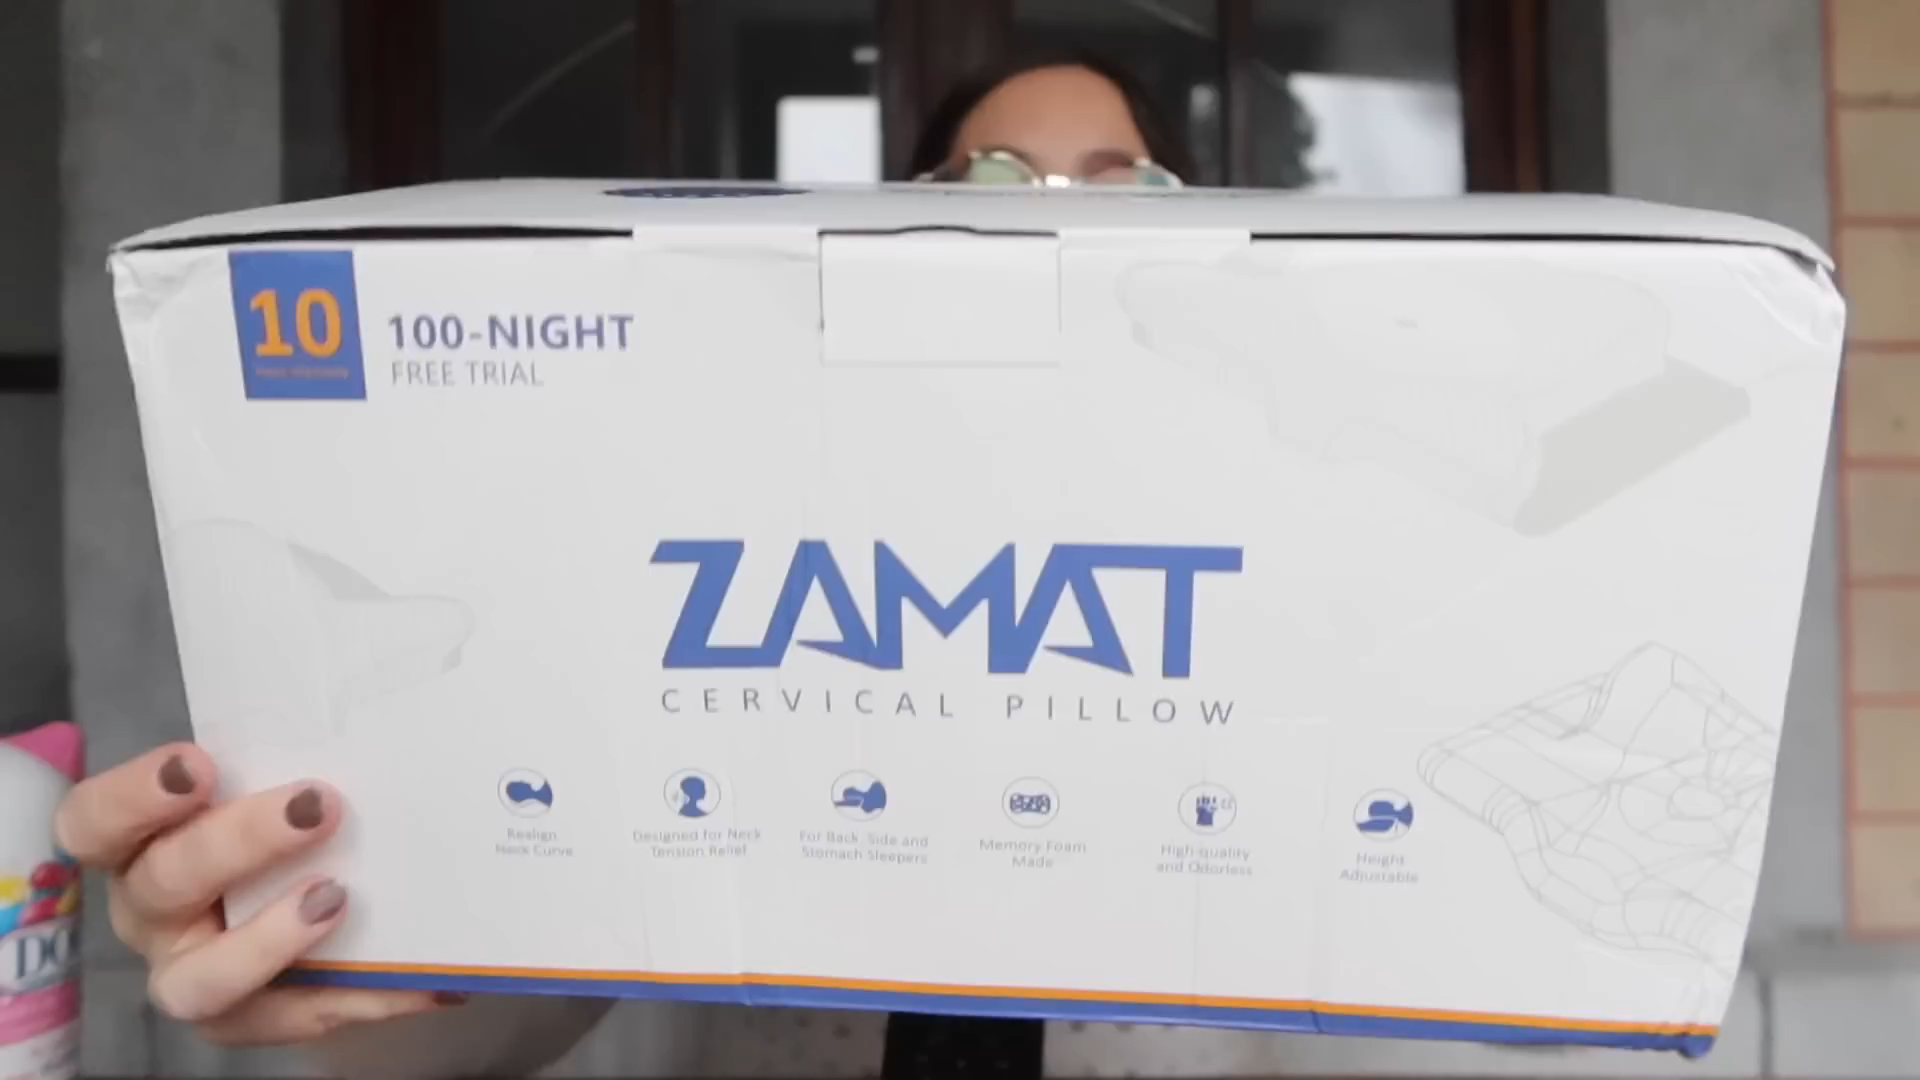 10
100-NIGHT
FREE TRIAL
ZAMAT
CERVICAL PILLOW
Realign
Neck Curve
Designed for Neck
Tension Relief
For Back, Side and
Stomach Sleepers
Memory Foam
Made
High-quality
and Odorless
Height
Adjustable